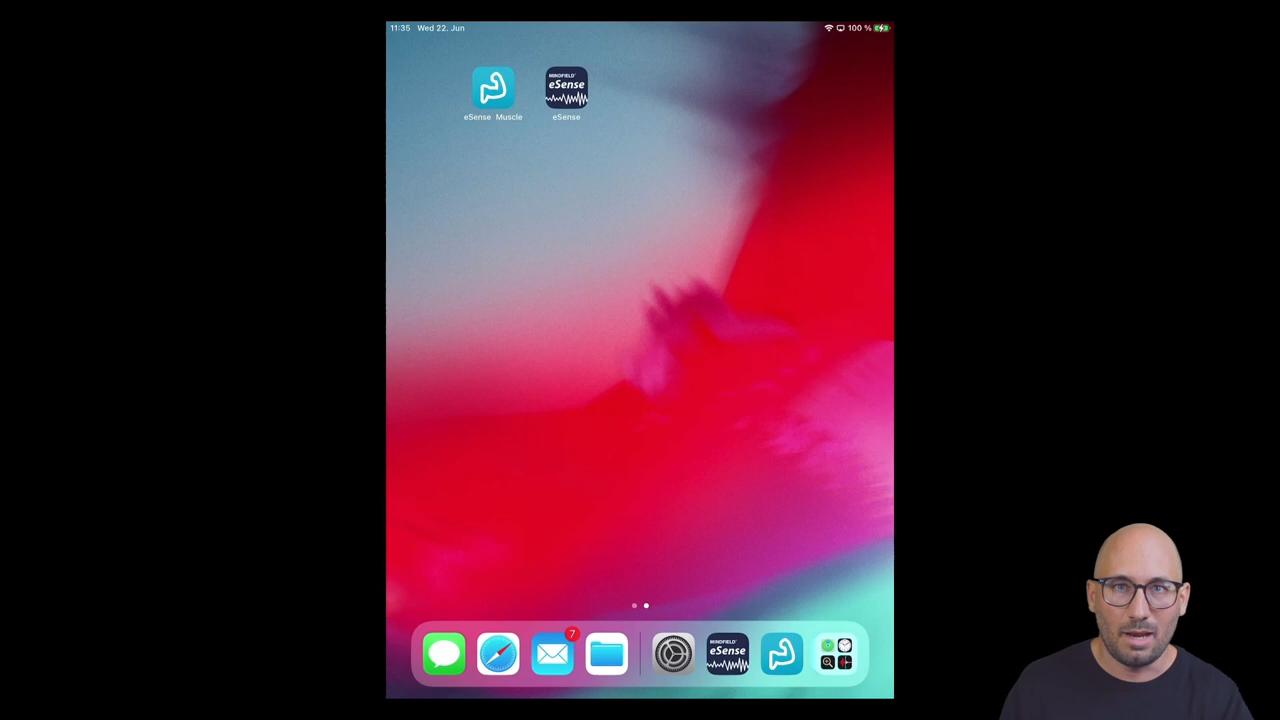 11:35 Wed 22. Jun
100 %
MINDFIELD
eSense
eSense Muscle
eSense
7
MINDFIELD
eSense